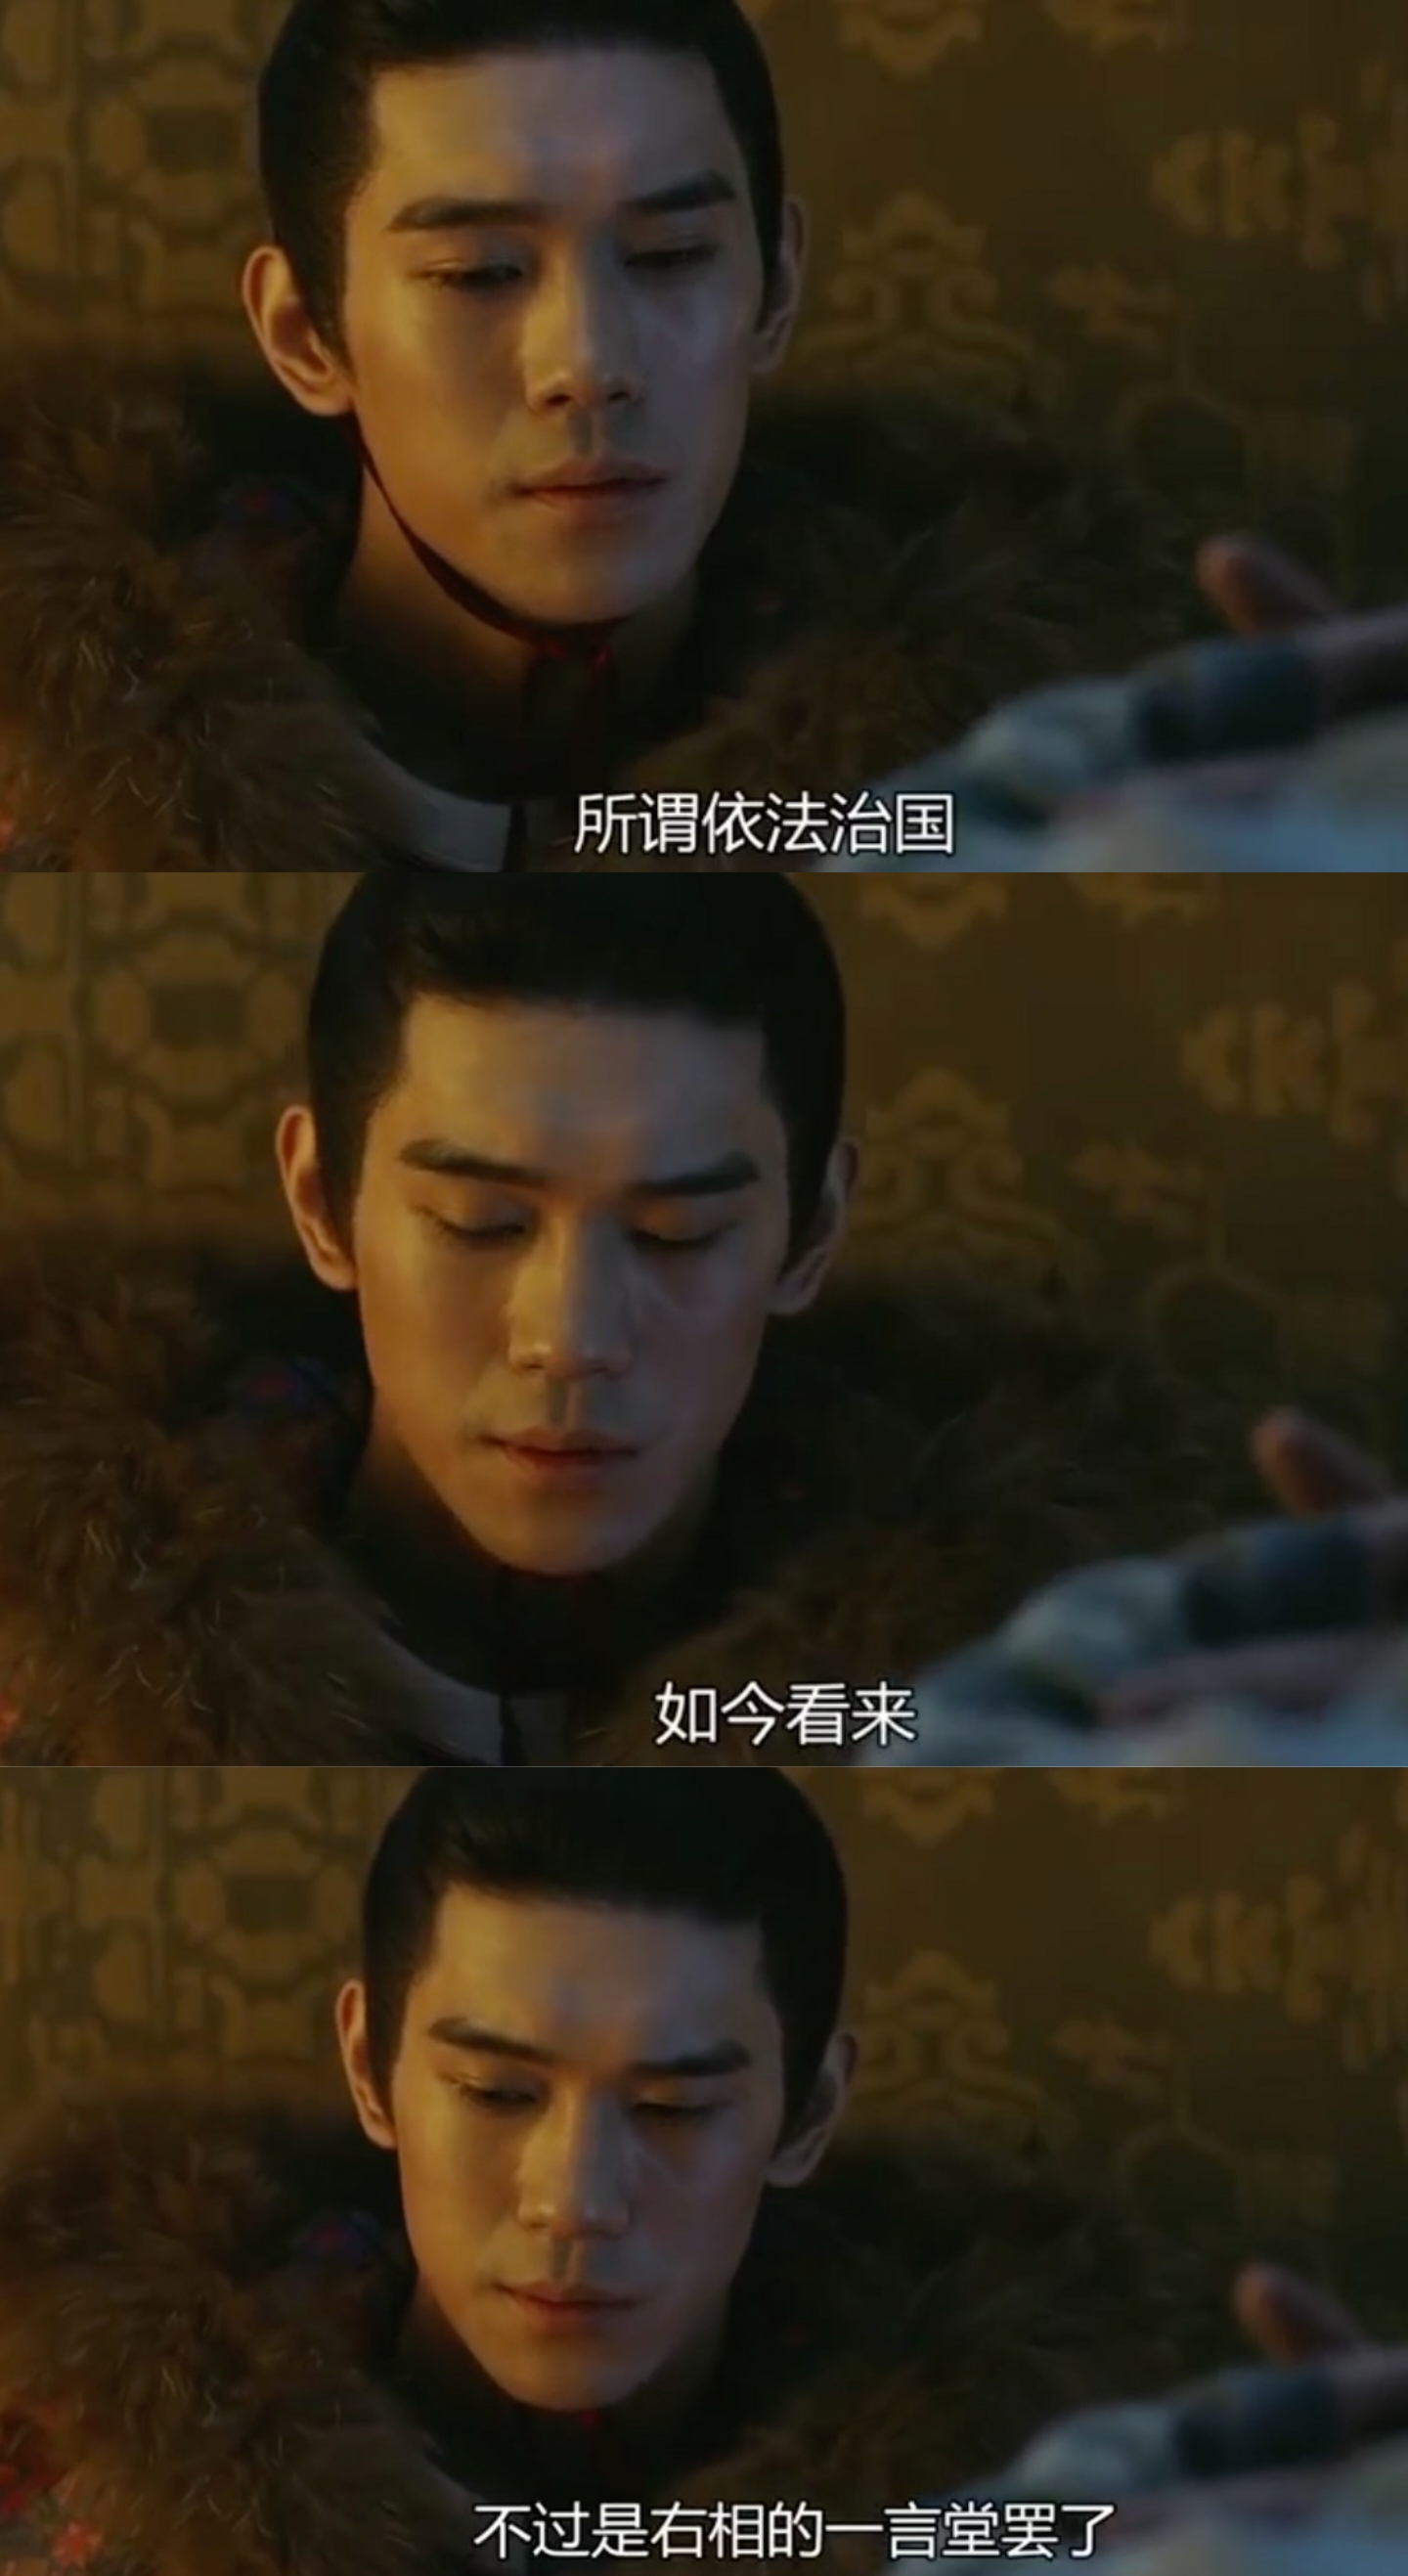 所谓依法治国
如今看来
不过是右相的一言堂罢了